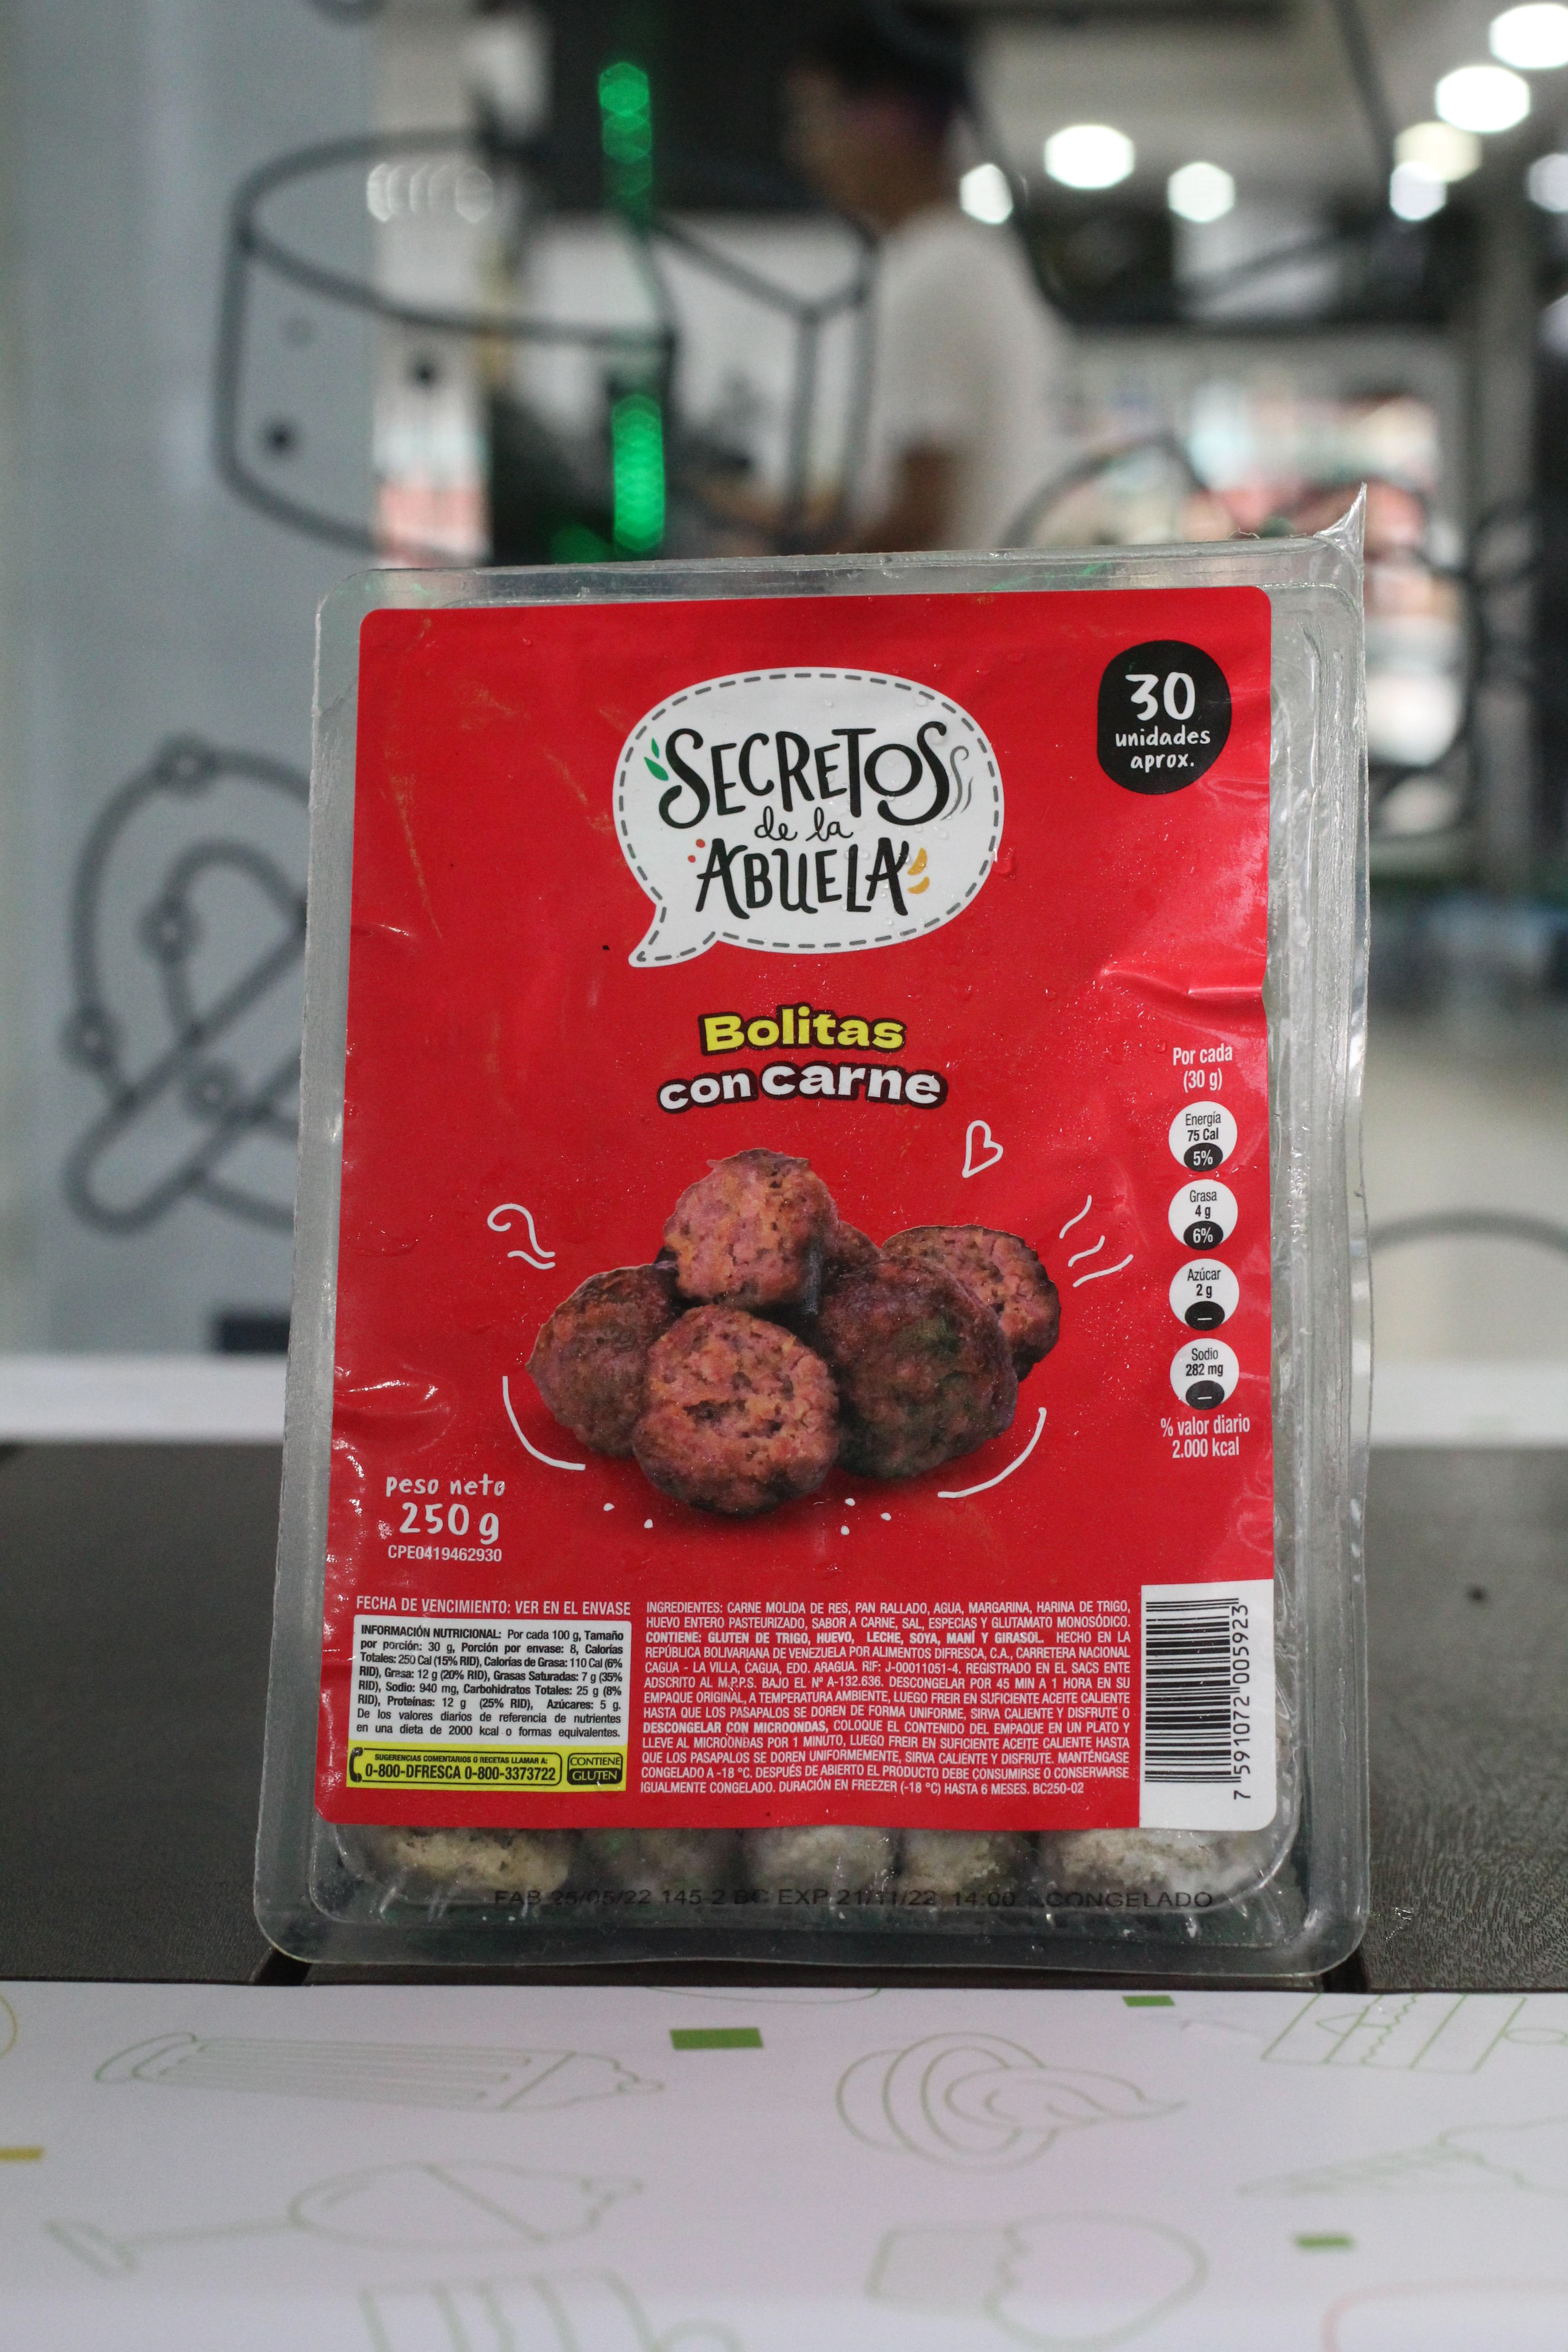 30
unidades
aprox.
SECRETOS
de la
ABUELA
Bolitas
con carne
Por cada
(30 g)
Energía
75 Cal
5%
Grasa
4 g
6%
Azúcar
2 g
—
Sodio
282 mg
—
% valor diario
2.000 kcal
peso neto
250 g
CPE0419462930
FECHA DE VENCIMIENTO: VER EN EL ENVASE
INFORMACIÓN NUTRICIONAL: Por cada 100 g, Tamaño
por porción: 30 g, Porción por envase: 8, Calorías
Totales: 250 Cal (15% RID), Calorías de Grasa: 110 Cal (6%
RID), Grasa: 12 g (20% RID), Grasas Saturadas: 7 g (35%
RID), Sodio: 940 mg, Carbohidratos Totales: 25 g (8%
RID), Proteínas: 12 g (25% RID), Azúcares: 5 g.
De los valores diarios de referencia de nutrientes
en una dieta de 2000 kcal o formas equivalentes.
SUGERENCIAS COMENTARIOS O RECETAS LLAMAR A:
0-800-DFRESCA 0-800-3373722
CONTIENE
GLUTEN
INGREDIENTES: CARNE MOLIDA DE RES, PAN RALLADO, AGUA, MARGARINA, HARINA DE TRIGO,
HUEVO ENTERO PASTEURIZADO, SABOR A CARNE, SAL, ESPECIAS Y GLUTAMATO MONOSÓDICO.
CONTIENE: GLUTEN DE TRIGO, HUEVO, LECHE, SOYA, MANÍ Y GIRASOL. HECHO EN LA
REPÚBLICA BOLIVARIANA DE VENEZUELA POR ALIMENTOS DIFRESCA, C.A., CARRETERA NACIONAL
CAGUA - LA VILLA, CAGUA, EDO. ARAGUA. RIF: J-00011051-4. REGISTRADO EN EL SACS ENTE
ADSCRITO AL M.P.P.S. BAJO EL Nº A-132.636. DESCONGELAR POR 45 MIN A 1 HORA EN SU
EMPAQUE ORIGINAL, A TEMPERATURA AMBIENTE, LUEGO FREIR EN SUFICIENTE ACEITE CALIENTE
HASTA QUE LOS PASAPALOS SE DOREN DE FORMA UNIFORME, SIRVA CALIENTE Y DISFRUTE O
DESCONGELAR CON MICROONDAS, COLOQUE EL CONTENIDO DEL EMPAQUE EN UN PLATO Y
LLEVE AL MICROONDAS POR 1 MINUTO, LUEGO FREIR EN SUFICIENTE ACEITE CALIENTE HASTA
QUE LOS PASAPALOS SE DOREN UNIFORMEMENTE, SIRVA CALIENTE Y DISFRUTE. MANTÉNGASE
CONGELADO A -18 °C. DESPUÉS DE ABIERTO EL PRODUCTO DEBE CONSUMIRSE O CONSERVARSE
IGUALMENTE CONGELADO. DURACIÓN EN FREEZER (-18 °C) HASTA 6 MESES. BC250-02
7 591072 005923
FAB 25/05/22 145 2 BC EXP 21/11/22 14:00 CONGELADO